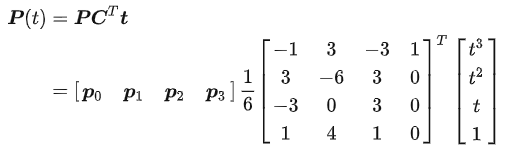 P(t) = PC^T t
= [ p₀ p₁ p₂ p₃ ] 1/6 [ −1 3 −3 1 ; 3 −6 3 0 ; −3 0 3 0 ; 1 4 1 0 ]^T [ t³ ; t² ; t ; 1 ]